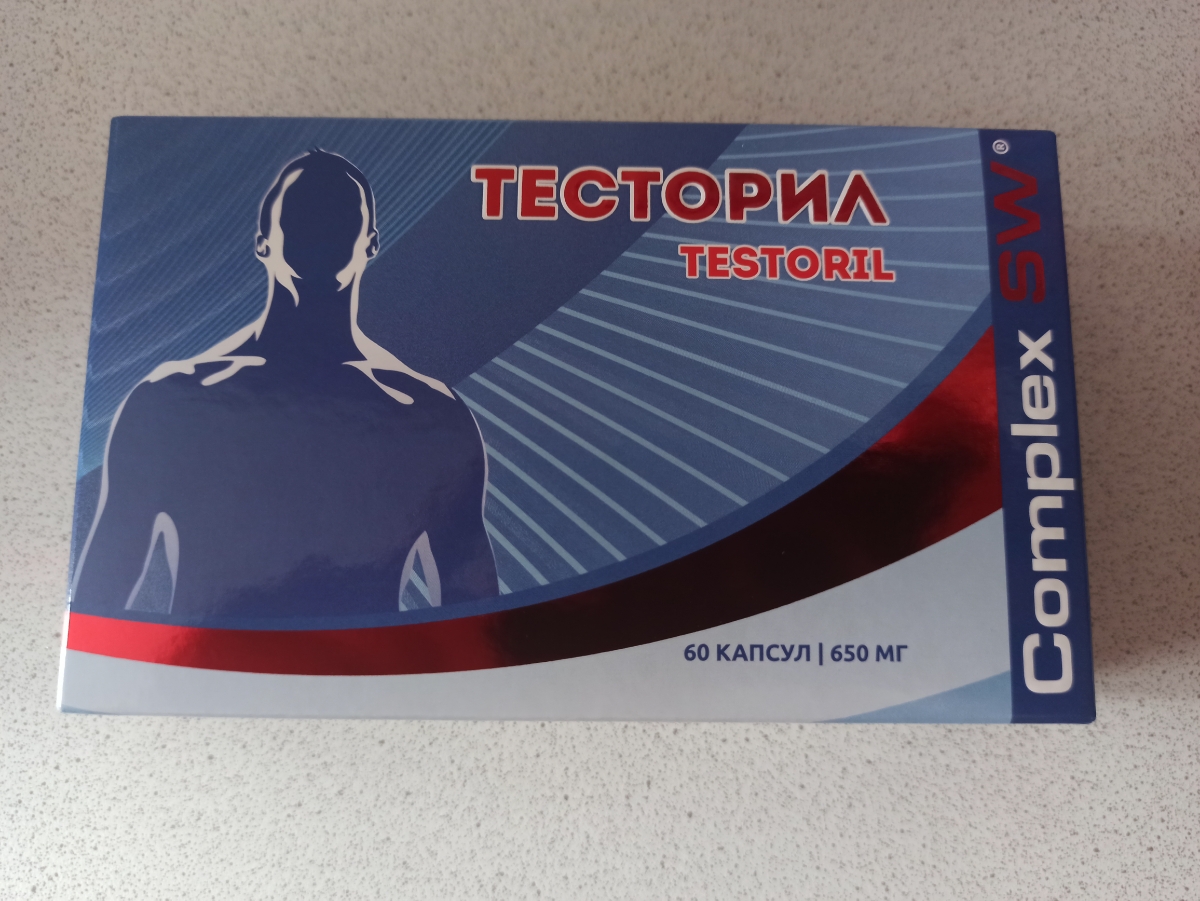 ТЕСТОРИЛ
TESTORIL
60 КАПСУЛ | 650 МГ
Complex SW®